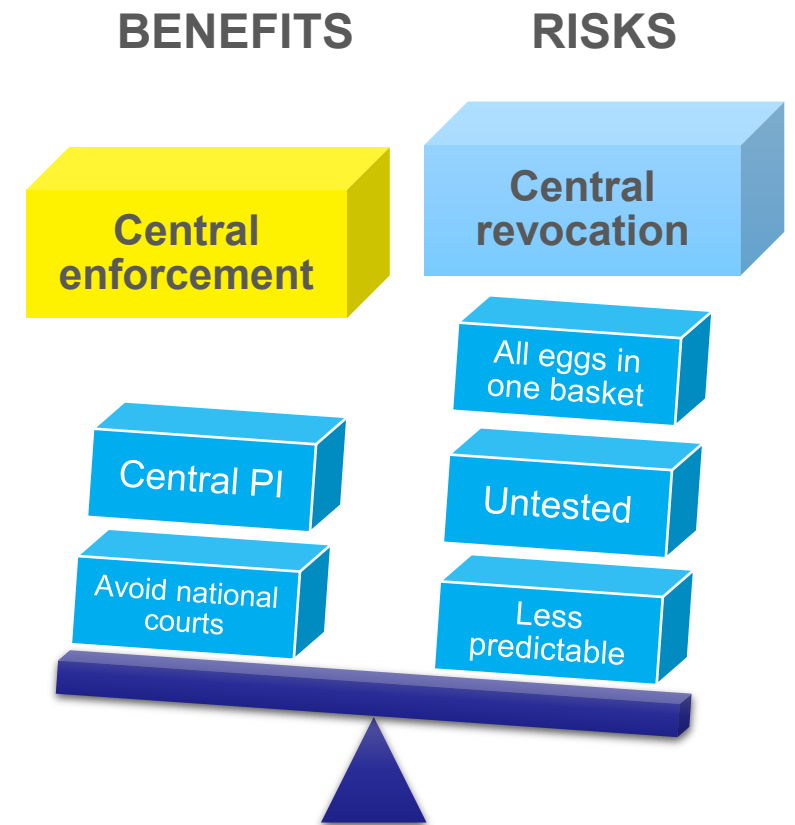 BENEFITS
RISKS
Central
enforcement
Central
revocation
All eggs in
one basket
Central PI
Untested
Avoid national
courts
Less
predictable